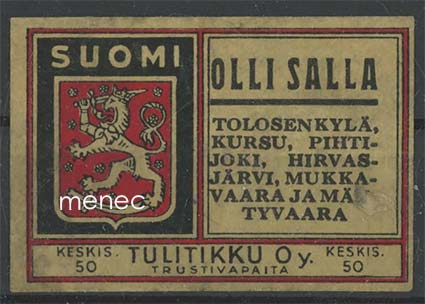 SUOMI
menec
OLLI SALLA
TOLOSENKYLÄ,
KURSU, PIHTI-
JOKI, HIRVAS-
JÄRVI, MUKKA-
VAARA JA MÄN
TYVAARA
KESKIS.
50
TULITIKKU Oy.
TRUSTIVAPAITA
KESKIS.
50